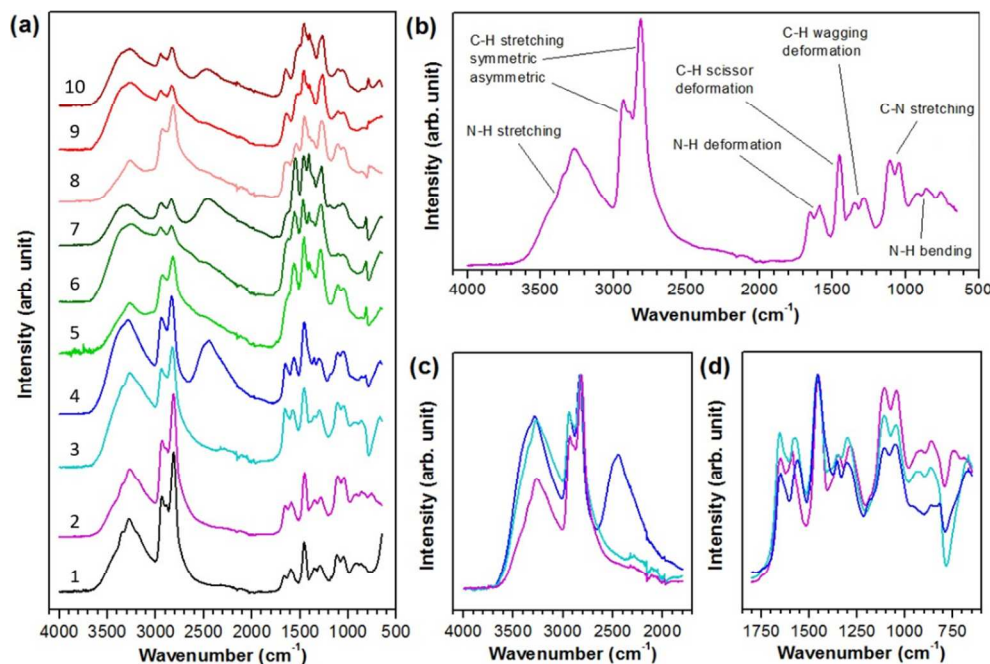 (a)
Intensity (arb. unit)
10
9
8
7
6
5
4
3
2
1
4000 3500 3000 2500 2000 1500 1000 500
Wavenumber (cm-1)
(b)
Intensity (arb. unit)
C-H stretching
symmetric
asymmetric
N-H stretching
C-H scissor
deformation
N-H deformation
C-H wagging
deformation
C-N stretching
N-H bending
4000 3500 3000 2500 2000 1500 1000 500
Wavenumber (cm-1)
(c)
Intensity (arb. unit)
4000 3500 3000 2500 2000
Wavenumber (cm-1)
(d)
Intensity (arb. unit)
1750 1500 1250 1000 750
Wavenumber (cm-1)